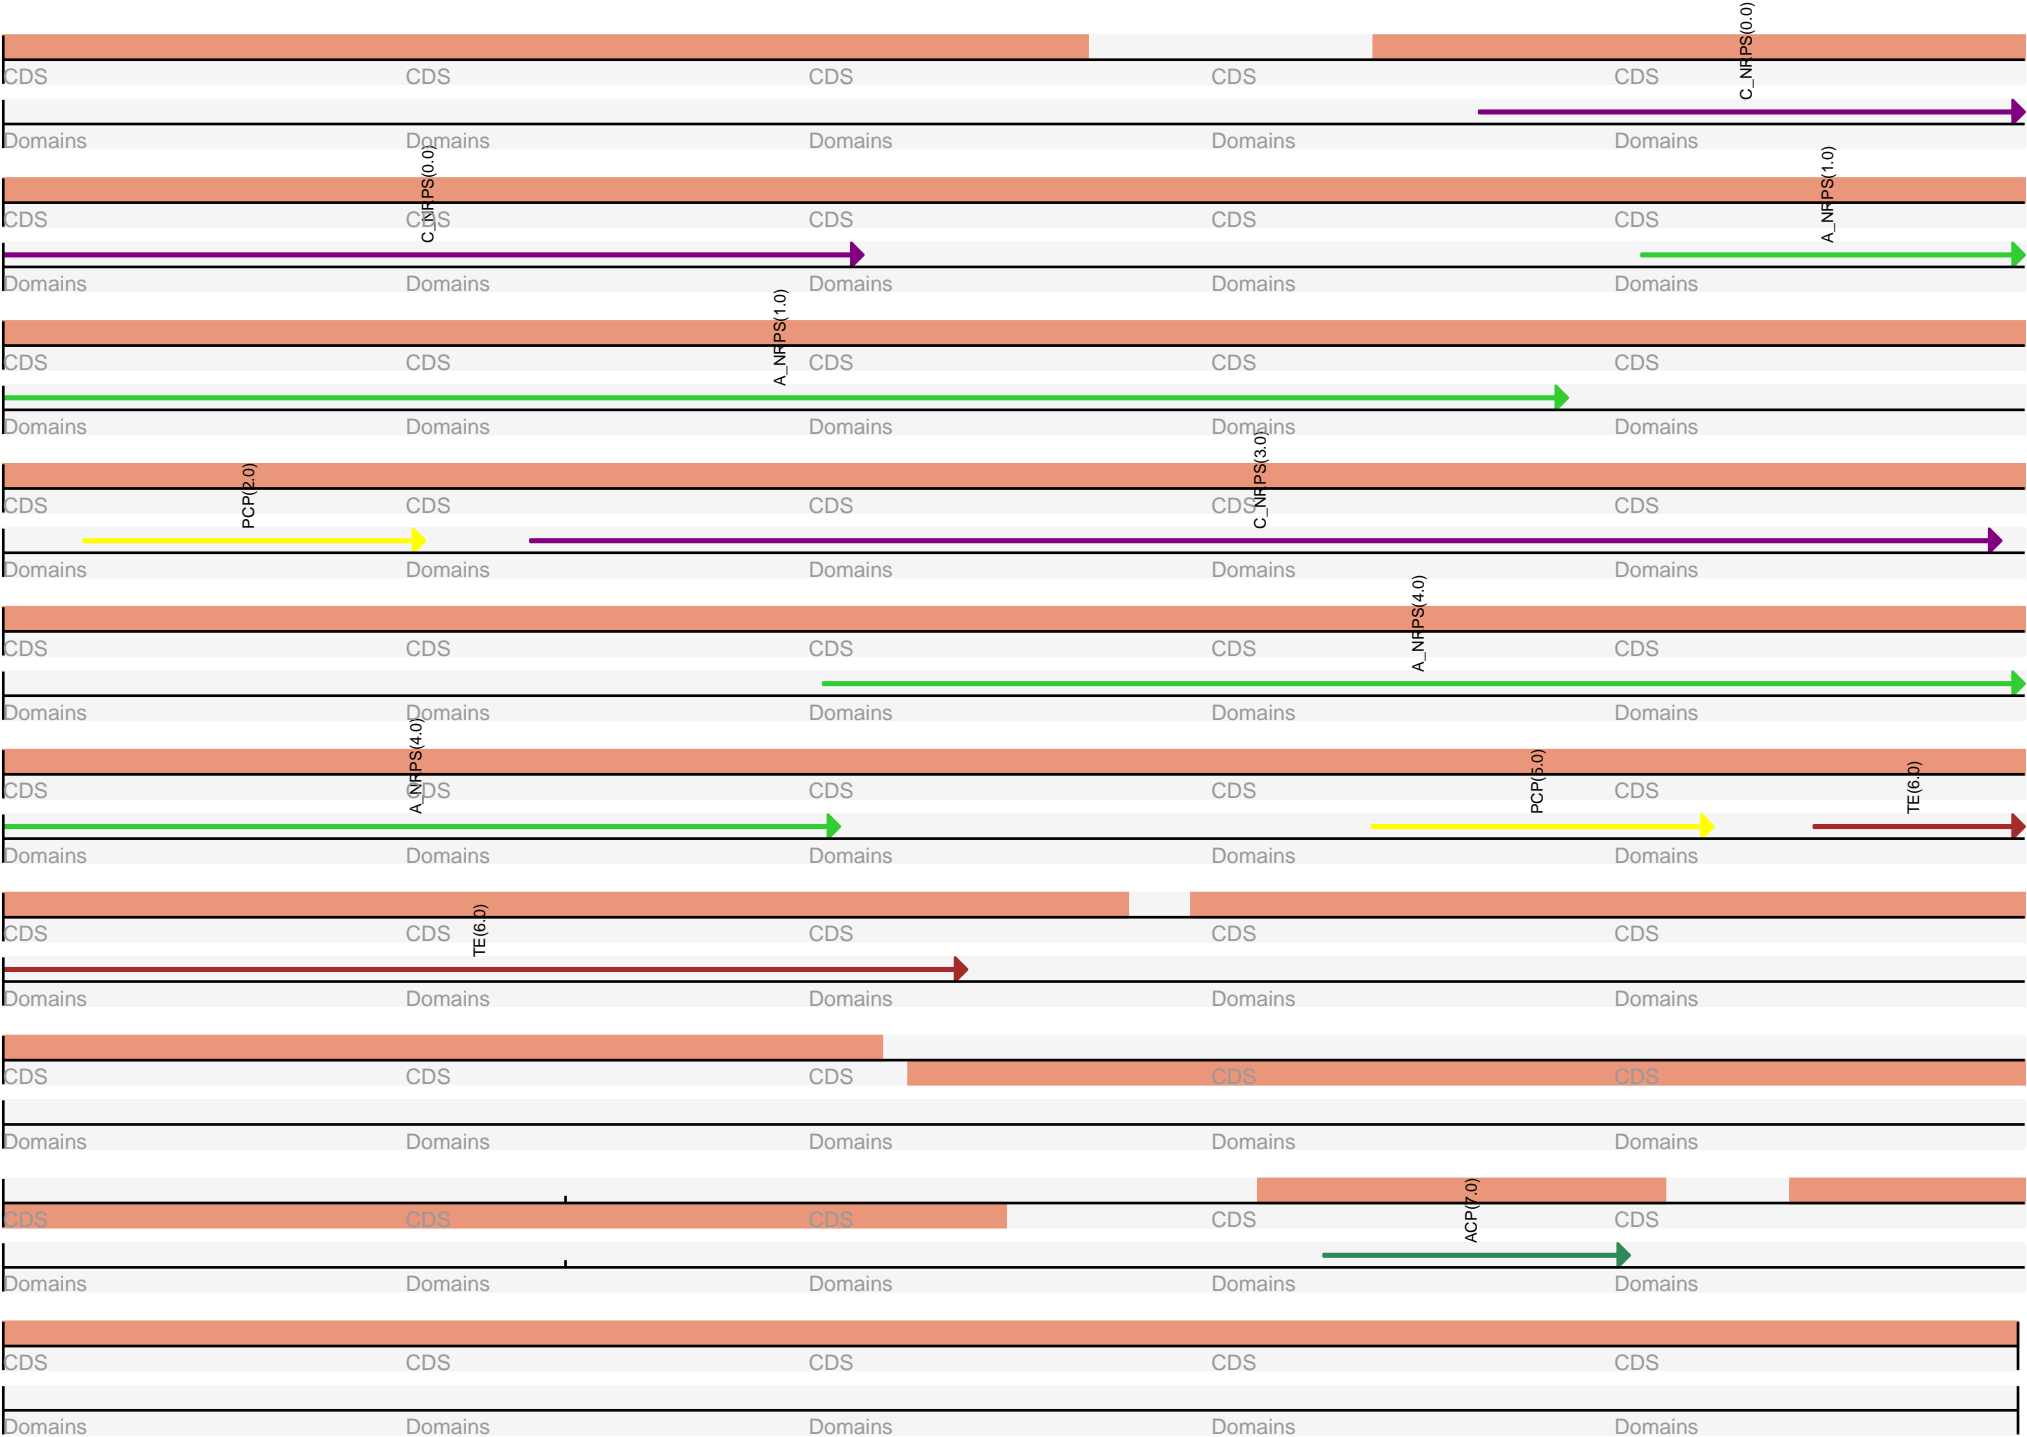 C_NRPS(0.0)
CDS CDS CDS CDS CDS
Domains Domains Domains Domains Domains
C_NRPS(0.0) A_NRPS(1.0)
CDS CDS CDS CDS CDS
Domains Domains Domains Domains Domains
A_NRPS(1.0)
CDS CDS CDS CDS CDS
Domains Domains Domains Domains Domains
PCP(2.0) C_NRPS(3.0)
CDS CDS CDS CDS CDS
Domains Domains Domains Domains Domains
A_NRPS(4.0)
CDS CDS CDS CDS CDS
Domains Domains Domains Domains Domains
A_NRPS(4.0) PCP(5.0) TE(6.0)
CDS CDS CDS CDS CDS
Domains Domains Domains Domains Domains
TE(6.0)
CDS CDS CDS CDS CDS
Domains Domains Domains Domains Domains
CDS CDS CDS CDS CDS
Domains Domains Domains Domains Domains
ACP(7.0)
CDS CDS CDS CDS CDS
Domains Domains Domains Domains Domains
CDS CDS CDS CDS CDS
Domains Domains Domains Domains Domains